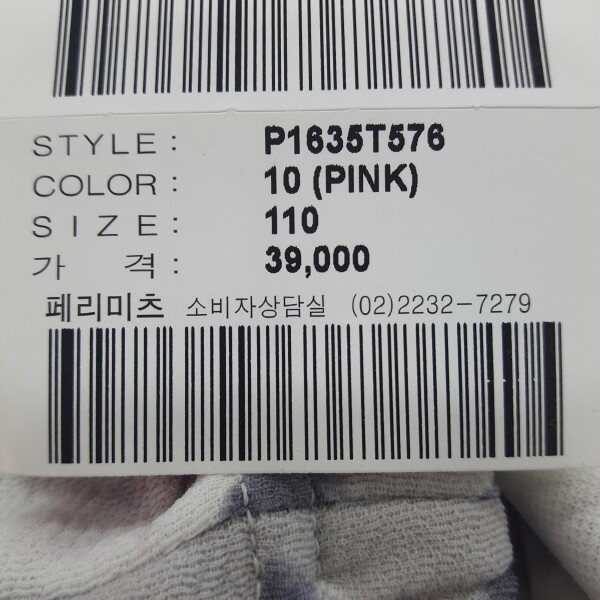 STYLE: P1635T576
COLOR: 10 (PINK)
SIZE: 110
가 격: 39,000
페리미츠 소비자상담실 (02)2232-7279